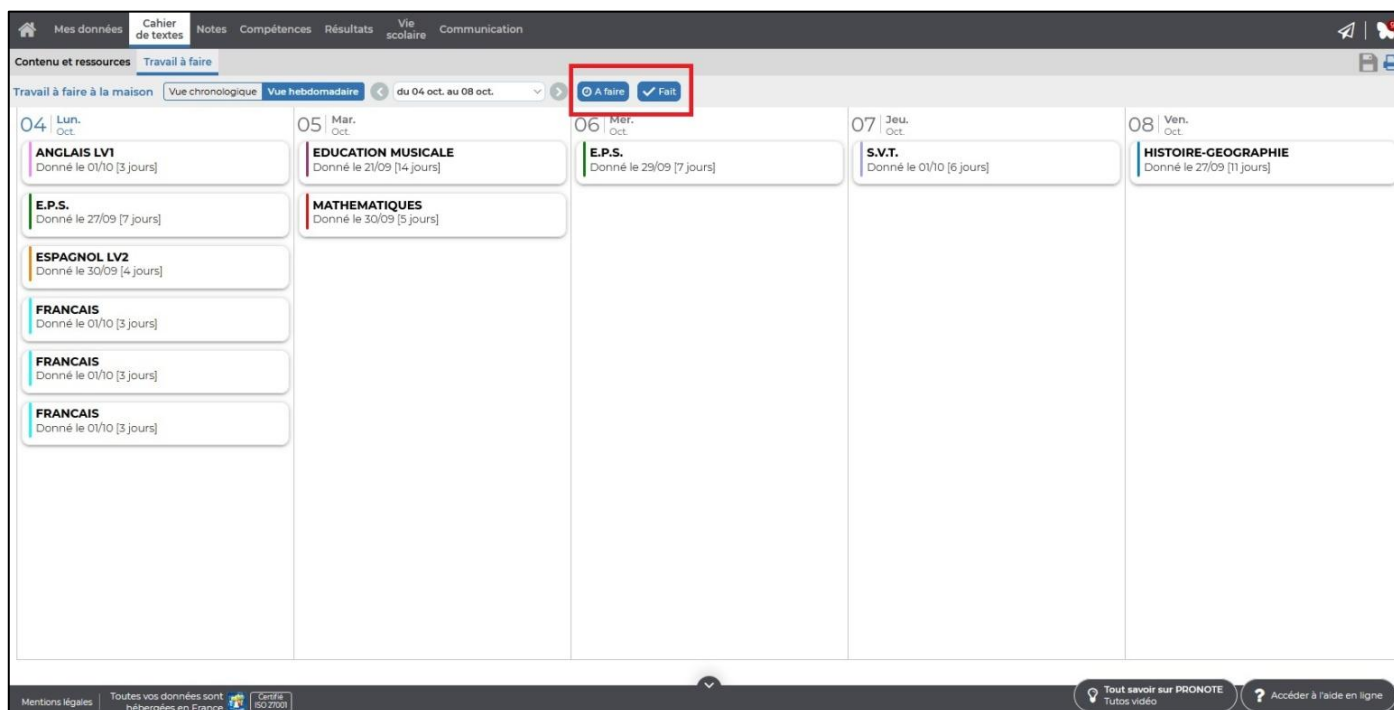 Mes données
Cahier
de textes
Notes
Compétences
Résultats
Vie
scolaire
Communication
Contenu et ressources
Travail à faire
Travail à faire à la maison
Vue chronologique
Vue hebdomadaire
du 04 oct. au 08 oct.
A faire
Fait
04
Lun.
Oct.
05
Mar.
Oct.
06
Mer.
Oct.
07
Jeu.
Oct.
08
Ven.
Oct.
ANGLAIS LV1
Donné le 01/10 [3 jours]
E.P.S.
Donné le 27/09 [7 jours]
ESPAGNOL LV2
Donné le 30/09 [4 jours]
FRANCAIS
Donné le 01/10 [3 jours]
FRANCAIS
Donné le 01/10 [3 jours]
FRANCAIS
Donné le 01/10 [3 jours]
EDUCATION MUSICALE
Donné le 21/09 [14 jours]
MATHEMATIQUES
Donné le 30/09 [5 jours]
E.P.S.
Donné le 29/09 [7 jours]
S.V.T.
Donné le 01/10 [6 jours]
HISTOIRE-GEOGRAPHIE
Donné le 27/09 [11 jours]
Mentions légales
Toutes vos données sont
hébergées en France
Certifié
ISO 27001
Tout savoir sur PRONOTE
Tutos vidéo
? Accéder à l'aide en ligne